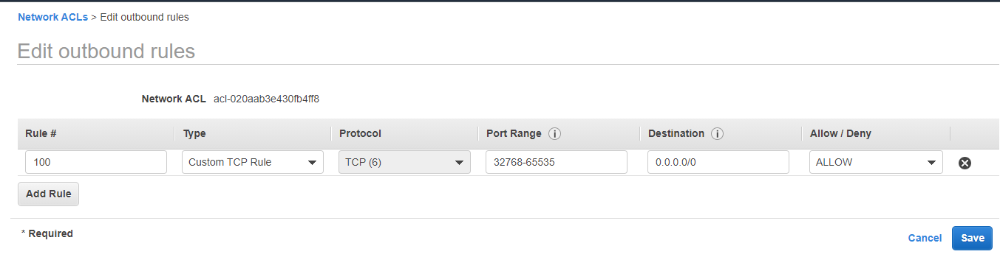 Network ACLs > Edit outbound rules
Edit outbound rules
Network ACL acl-020aab3e430fb4ff8
Rule # Type Protocol Port Range i Destination i Allow / Deny
100 Custom TCP Rule TCP (6) 32768-65535 0.0.0.0/0 ALLOW
Add Rule
* Required
Cancel Save